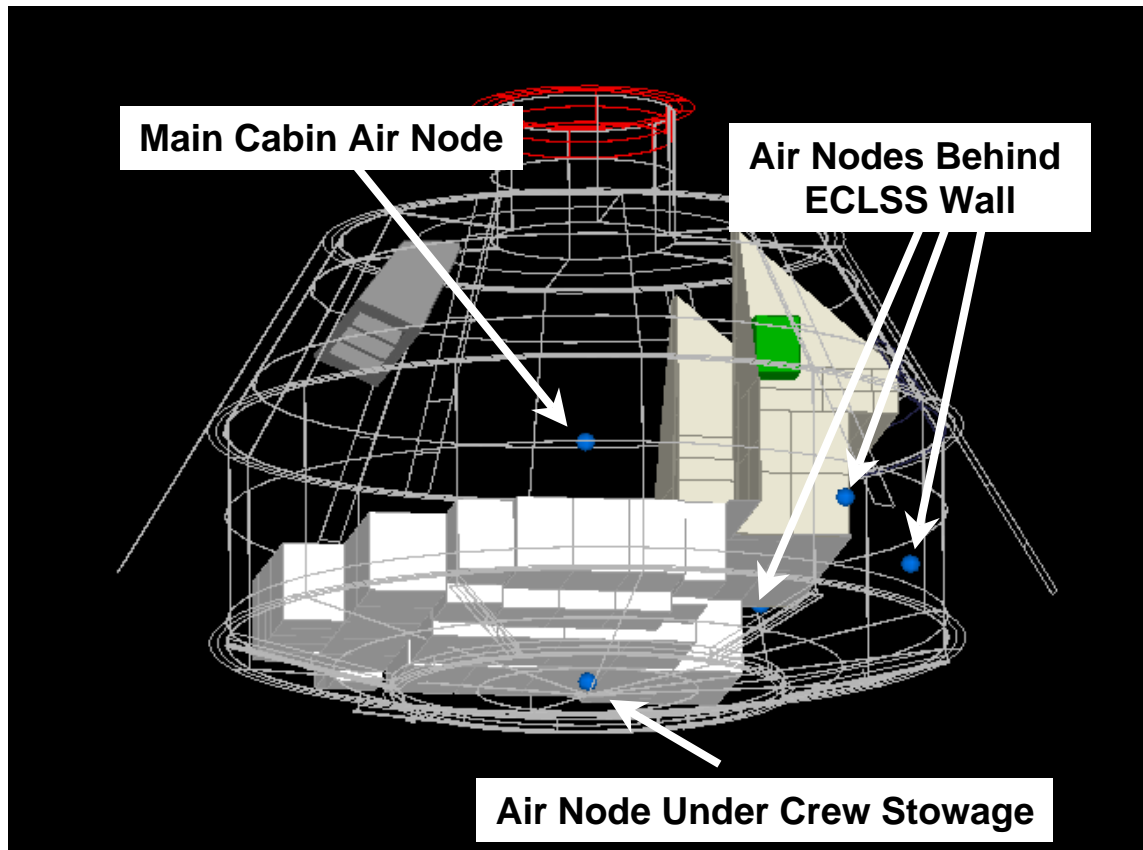 Main Cabin Air Node
Air Nodes Behind
ECLSS Wall
Air Node Under Crew Stowage